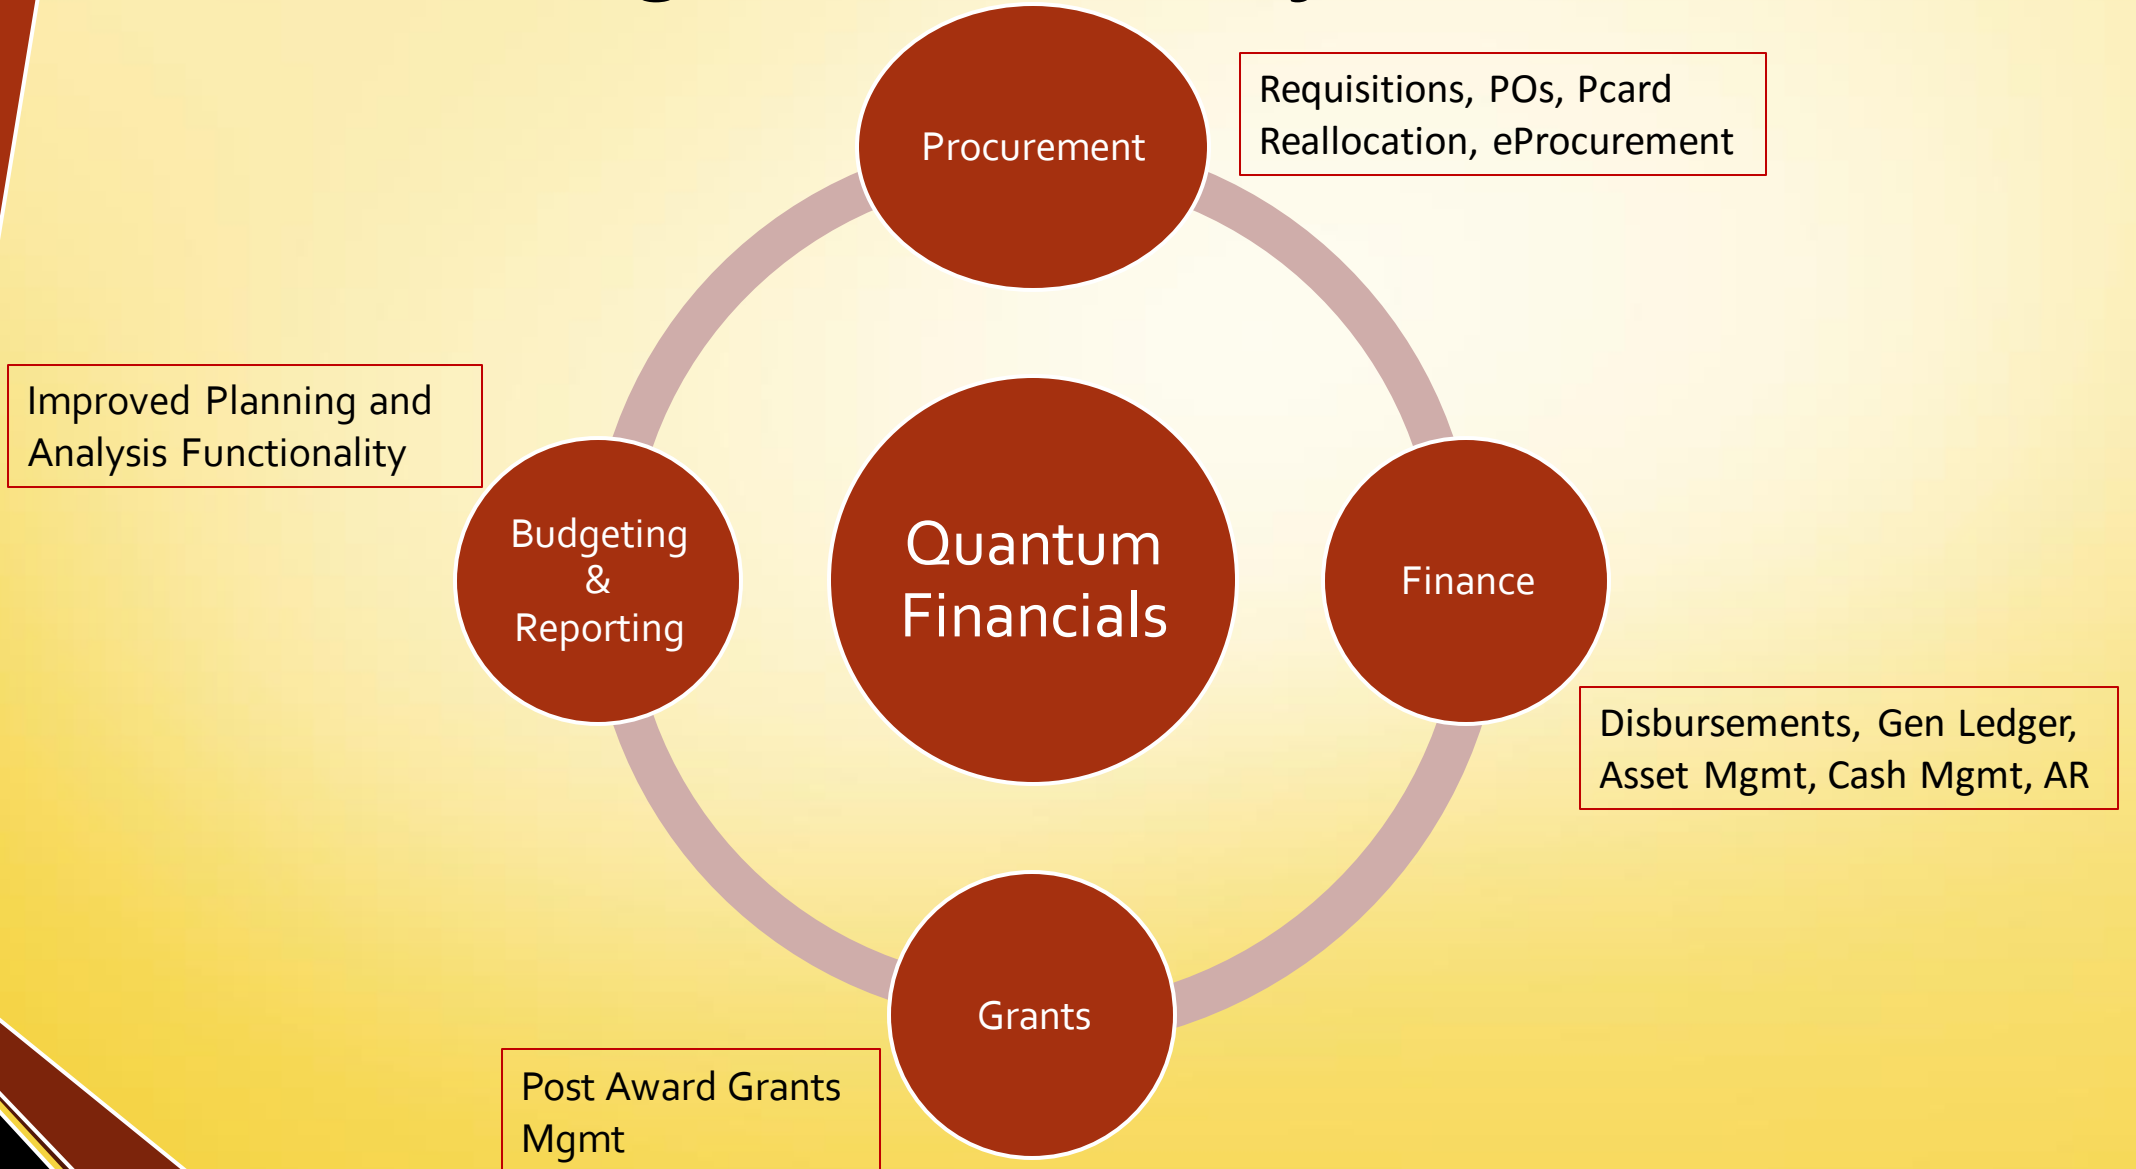 Procurement
Requisitions, POs, Pcard
Reallocation, eProcurement
Improved Planning and
Analysis Functionality
Budgeting
&
Reporting
Quantum
Financials
Finance
Disbursements, Gen Ledger,
Asset Mgmt, Cash Mgmt, AR
Grants
Post Award Grants
Mgmt